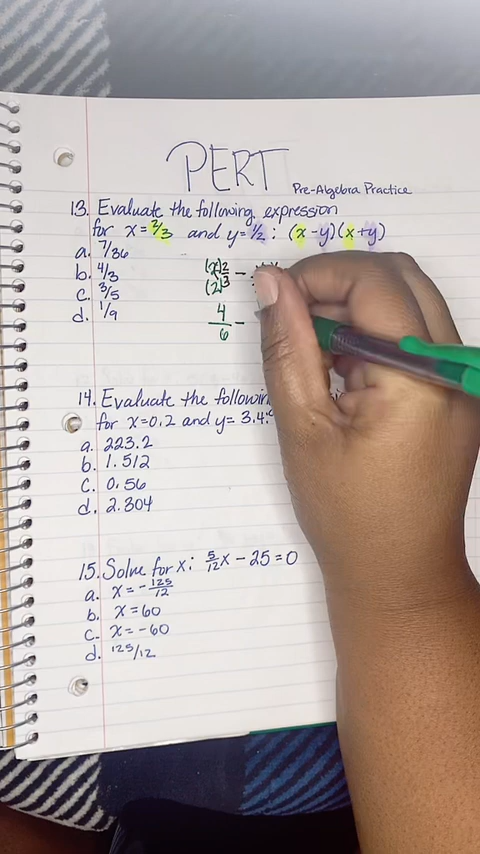 PERT
Pre-Algebra Practice
13. Evaluate the following expression
for x = 2/3 and y = 1/2 : (x - y)(x + y)
a. 7/36
b. 4/3
c. 3/5
d. 1/9
(2) 2 -
(2) 3
4 -
6
14. Evaluate the
for x=0.2 and y= 3.4:
a. 223.2
b. 1.512
c. 0.56
d. 2.304
15. Solve for x: 5/12 x - 25 = 0
a. x = - 125/12
b. x = 60
c. x = - 60
d. 125/12